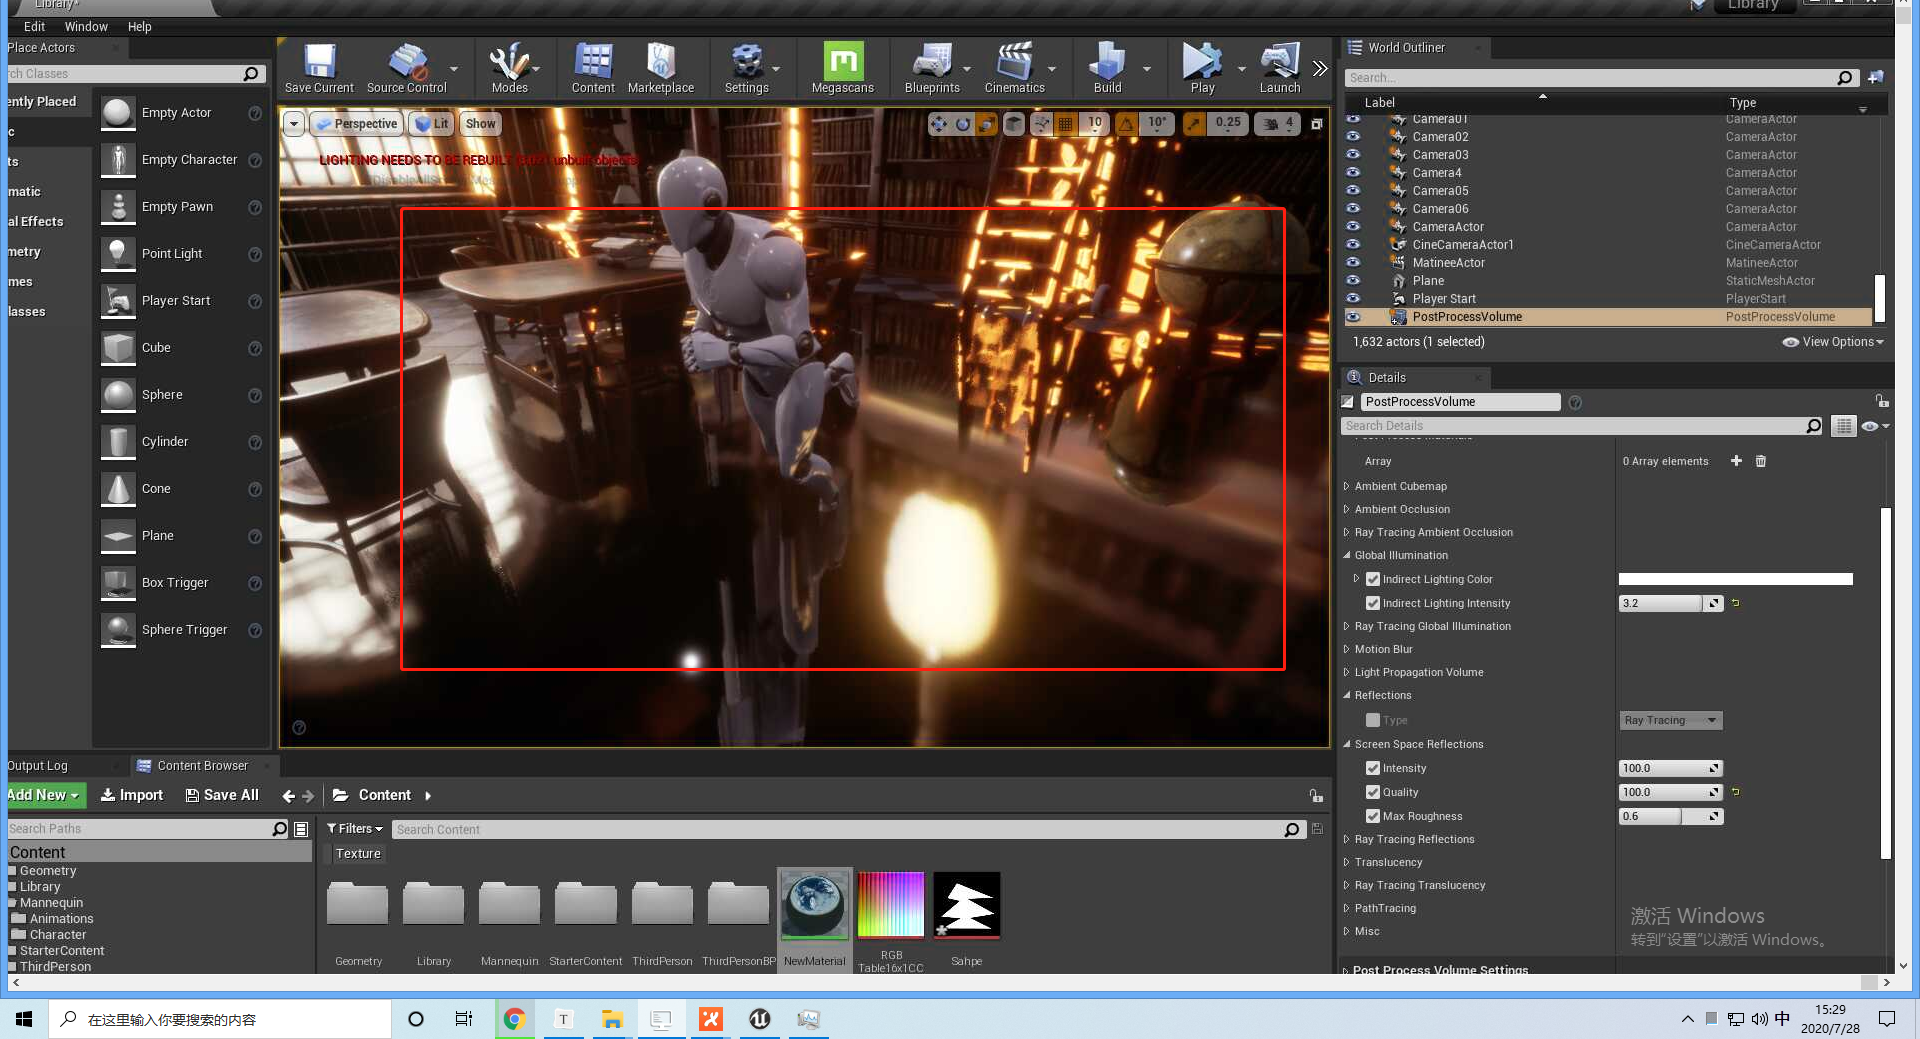 Library*
Library
Edit Window Help
Place Actors
rch Classes
ently Placed
c
ts
matic
al Effects
metry
mes
lasses
Empty Actor
Empty Character
Empty Pawn
Point Light
Player Start
Cube
Sphere
Cylinder
Cone
Plane
Box Trigger
Sphere Trigger
Save Current
Source Control
Modes
Content
Marketplace
Settings
Megascans
Blueprints
Cinematics
Build
Play
Launch
Perspective Lit Show
10 10° 0.25 4
LIGHTING NEEDS TO BE REBUILT unbuilt objects
World Outliner
Search...
Label Type
Camera01 CameraActor
Camera02 CameraActor
Camera03 CameraActor
Camera4 CameraActor
Camera05 CameraActor
Camera06 CameraActor
CameraActor CameraActor
CineCameraActor1 CineCameraActor
MatineeActor MatineeActor
Plane StaticMeshActor
Player Start PlayerStart
PostProcessVolume PostProcessVolume
1,632 actors (1 selected) View Options
Details
PostProcessVolume
Search Details
Post Process Materials
Array 0 Array elements
Ambient Cubemap
Ambient Occlusion
Ray Tracing Ambient Occlusion
Global Illumination
Indirect Lighting Color
Indirect Lighting Intensity 3.2
Ray Tracing Global Illumination
Motion Blur
Light Propagation Volume
Reflections
Type Ray Tracing
Screen Space Reflections
Intensity 100.0
Quality 100.0
Max Roughness 0.6
Ray Tracing Reflections
Translucency
Ray Tracing Translucency
PathTracing
Misc
Post Process Volume Settings
激活 Windows
转到"设置"以激活 Windows。
Output Log Content Browser
Add New Import Save All Content
Search Paths
Filters Search Content
Texture
Content
Geometry
Library
Mannequin
Animations
Character
StarterContent
ThirdPerson
Geometry
Library
Mannequin
StarterContent
ThirdPerson
ThirdPersonBP
NewMaterial
RGB
Table16x1CC
Sahpe
在这里输入你要搜索的内容
中
15:29
2020/7/28